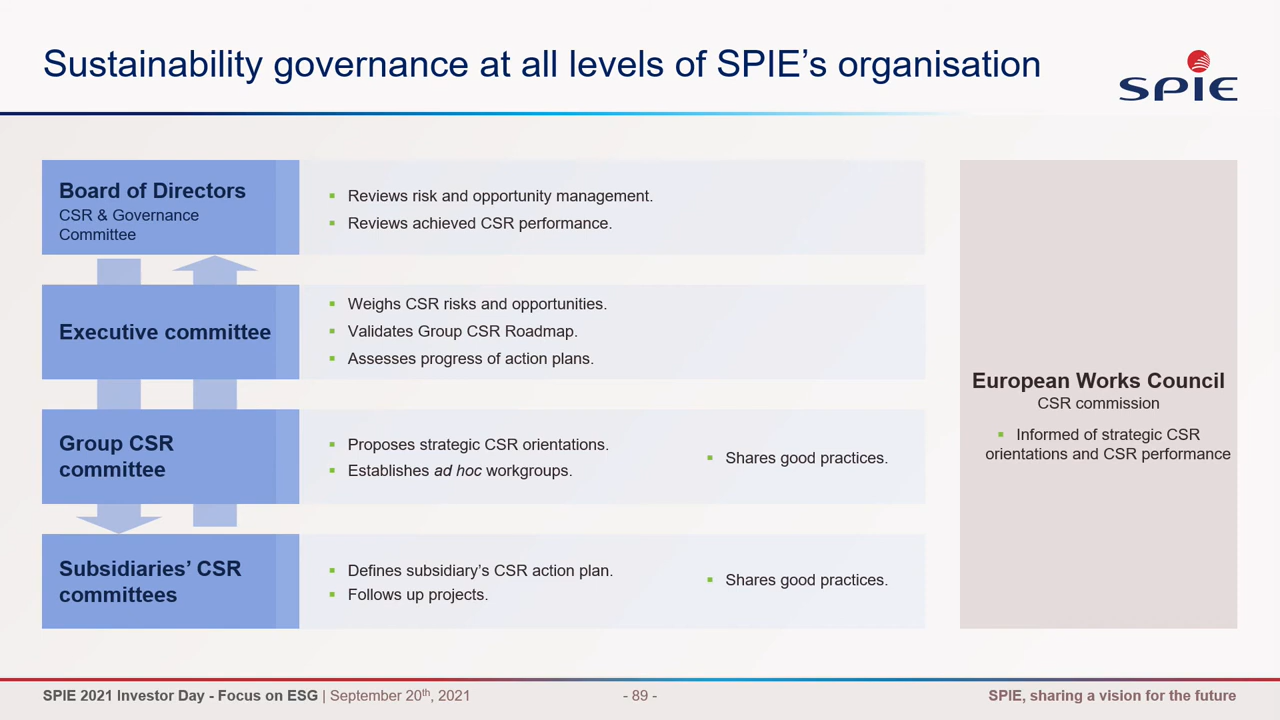 Sustainability governance at all levels of SPIE’s organisation
SPIE
Board of Directors
CSR & Governance
Committee
▪ Reviews risk and opportunity management.
▪ Reviews achieved CSR performance.
Executive committee
▪ Weighs CSR risks and opportunities.
▪ Validates Group CSR Roadmap.
▪ Assesses progress of action plans.
Group CSR
committee
▪ Proposes strategic CSR orientations.
▪ Establishes ad hoc workgroups.
▪ Shares good practices.
Subsidiaries’ CSR
committees
▪ Defines subsidiary’s CSR action plan.
▪ Follows up projects.
▪ Shares good practices.
European Works Council
CSR commission
▪ Informed of strategic CSR
orientations and CSR performance
SPIE 2021 Investor Day - Focus on ESG | September 20th, 2021
- 89 -
SPIE, sharing a vision for the future